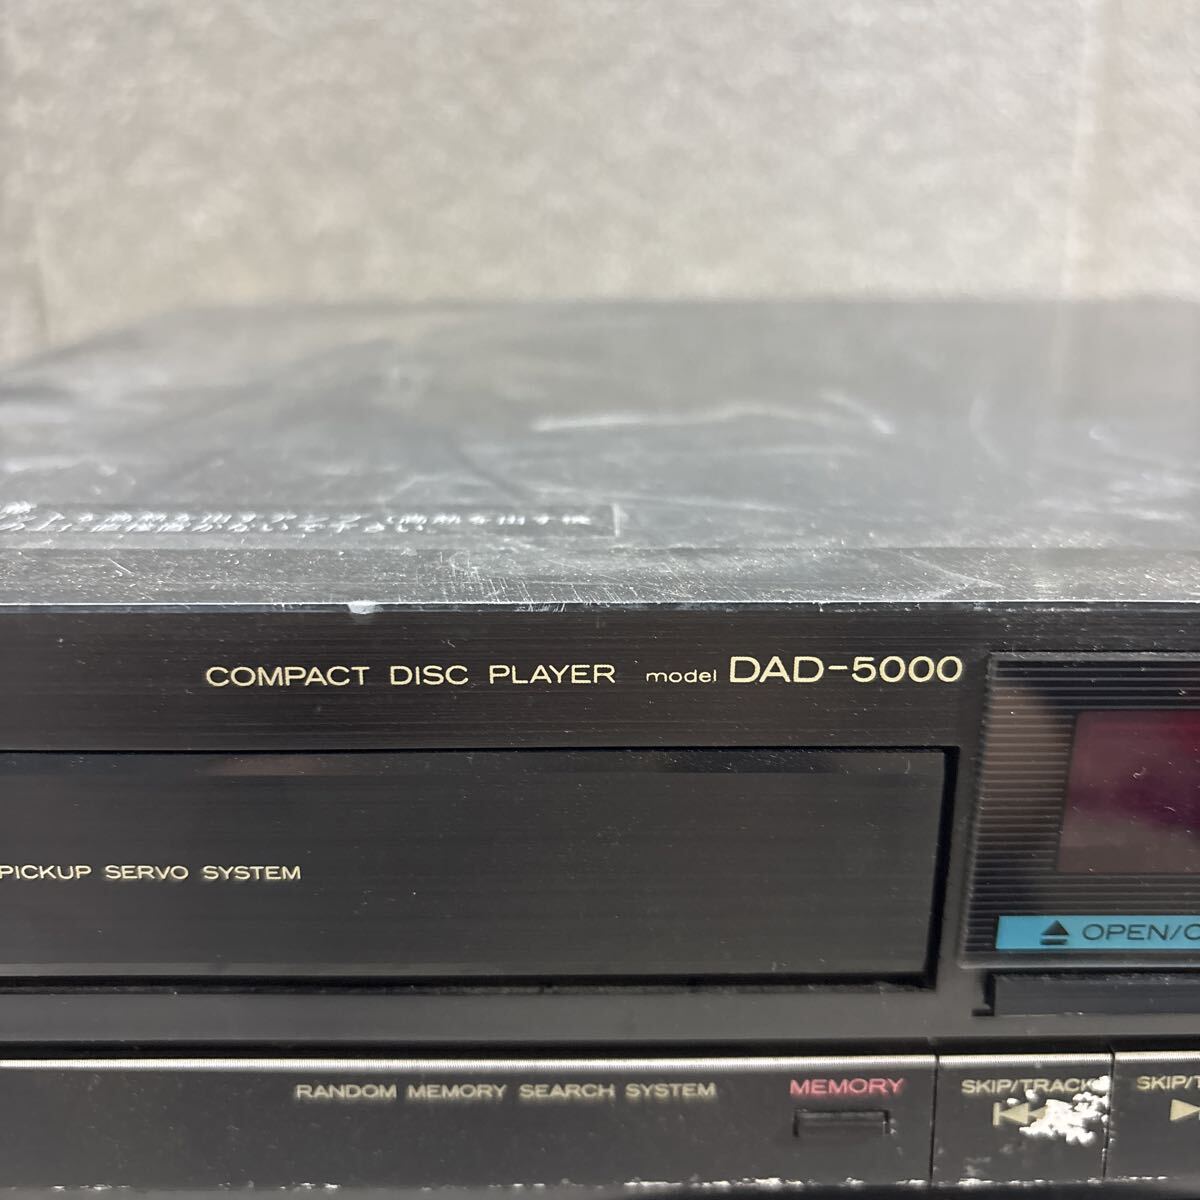 COMPACT DISC PLAYER model DAD-5000
PICKUP SERVO SYSTEM
OPEN/C
RANDOM MEMORY SEARCH SYSTEM
MEMORY
SKIP/TRACK
SKIP/T